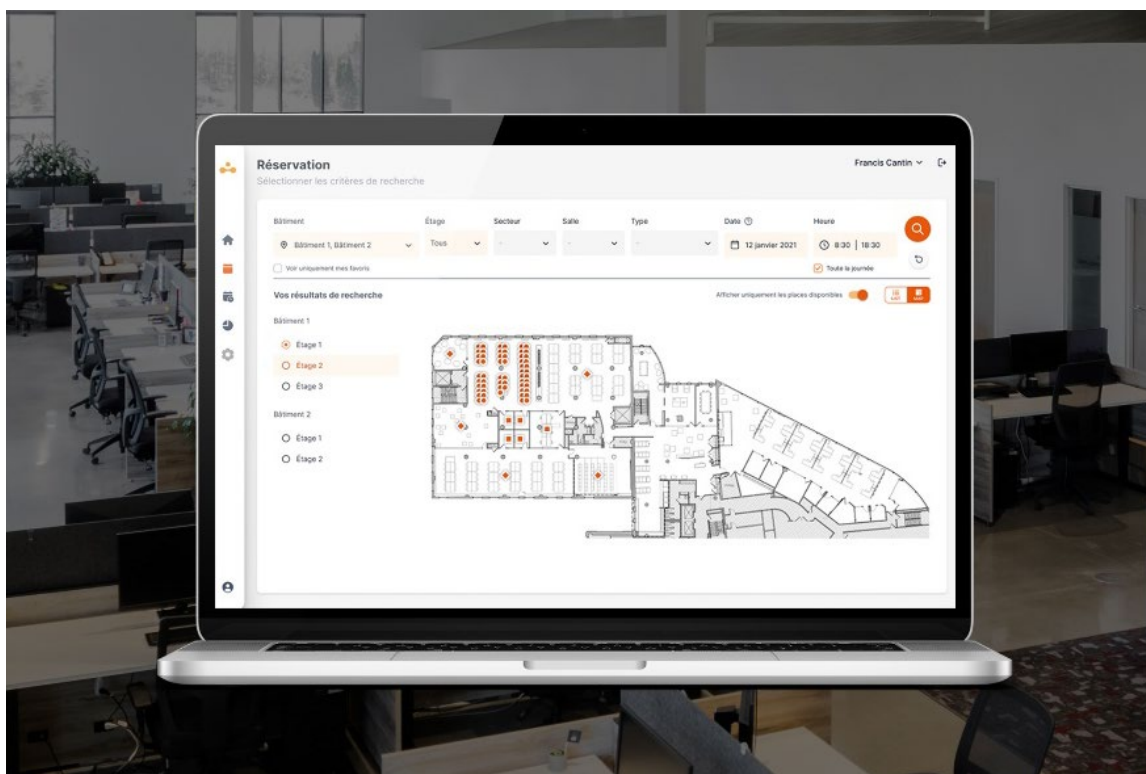 Réservation
Francis Cantin
Sélectionner les critères de recherche
Bâtiment
Étage
Secteur
Salle
Type
Date
Heure
Bâtiment 1, Bâtiment 2
Tous
-
-
-
12 janvier 2021
8:30 | 18:30
Voir uniquement mes favoris
Toute la journée
Vos résultats de recherche
Afficher uniquement les places disponibles
Bâtiment 1
Étage 1
Étage 2
Étage 3
Bâtiment 2
Étage 1
Étage 2